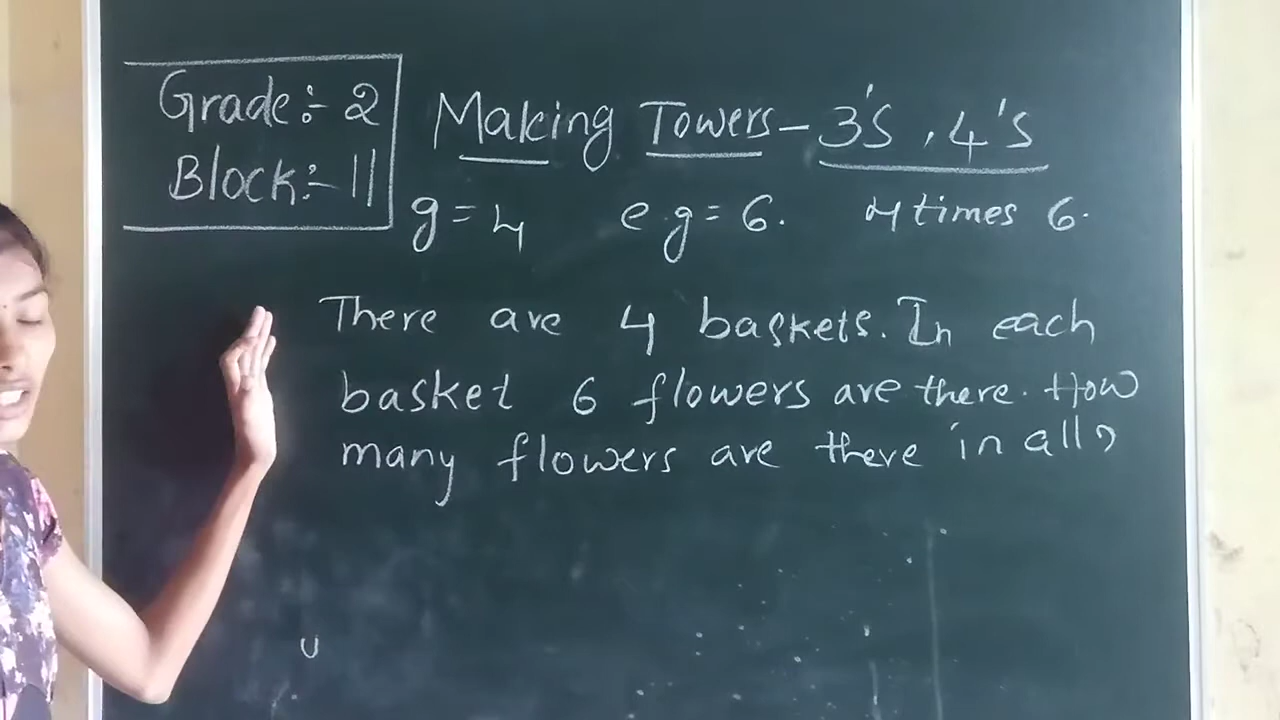 Grade:- 2
Block:- 11
Making Towers - 3's, 4's
g = 4 e.g = 6. 4 times 6.
There are 4 baskets. In each
basket 6 flowers are there. How
many flowers are there in all,
U